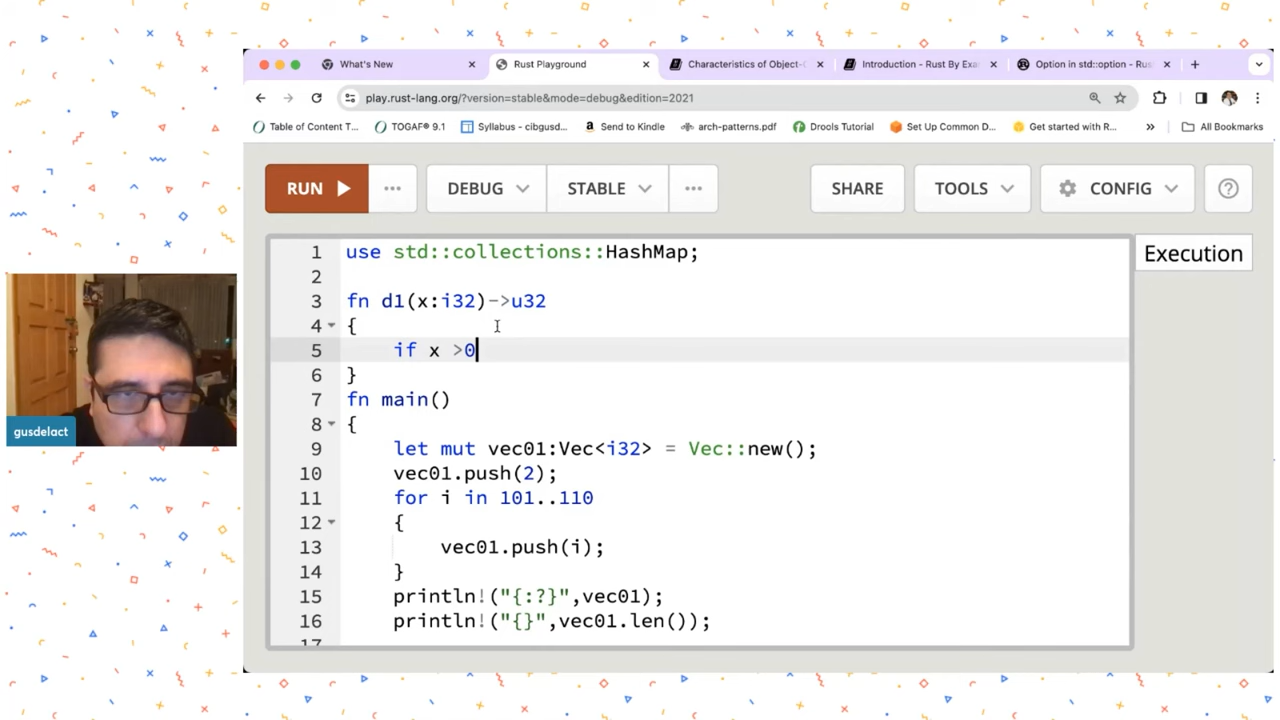 What's New
Rust Playground
Characteristics of Object-
Introduction - Rust By Exa
Option in std::option - Rus
play.rust-lang.org/?version=stable&mode=debug&edition=2021
Table of Content T...
TOGAF® 9.1
Syllabus - cibgusd...
Send to Kindle
arch-patterns.pdf
Drools Tutorial
Set Up Common D...
Get started with R...
»
All Bookmarks
RUN
...
DEBUG
STABLE
...
SHARE
TOOLS
CONFIG
?
1 use std::collections::HashMap;
2
3 fn d1(x:i32)->u32
4 {
5 if x >0
6 }
7 fn main()
8 {
9 let mut vec01:Vec<i32> = Vec::new();
10 vec01.push(2);
11 for i in 101..110
12 {
13 vec01.push(i);
14 }
15 println!("{:?}",vec01);
16 println!("{}",vec01.len());
17
Execution
gusdelact